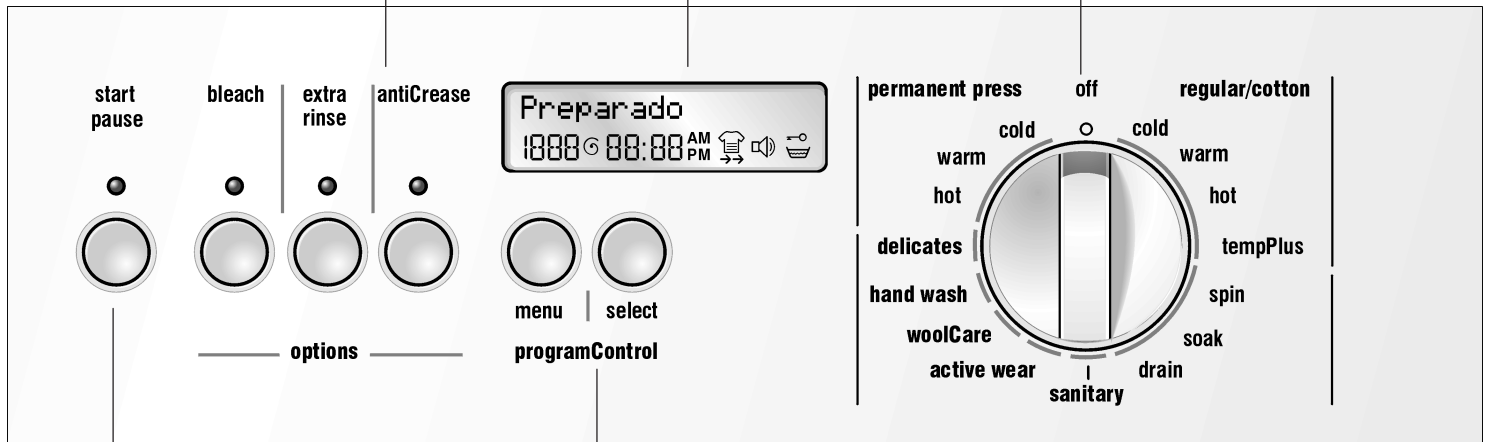 start
pause
bleach
extra
rinse
antiCrease
options
Preparado
1888 88:88 AM
PM
menu
select
programControl
permanent press
off
regular/cotton
cold
cold
warm
warm
hot
hot
delicates
tempPlus
hand wash
spin
woolCare
soak
active wear
drain
sanitary